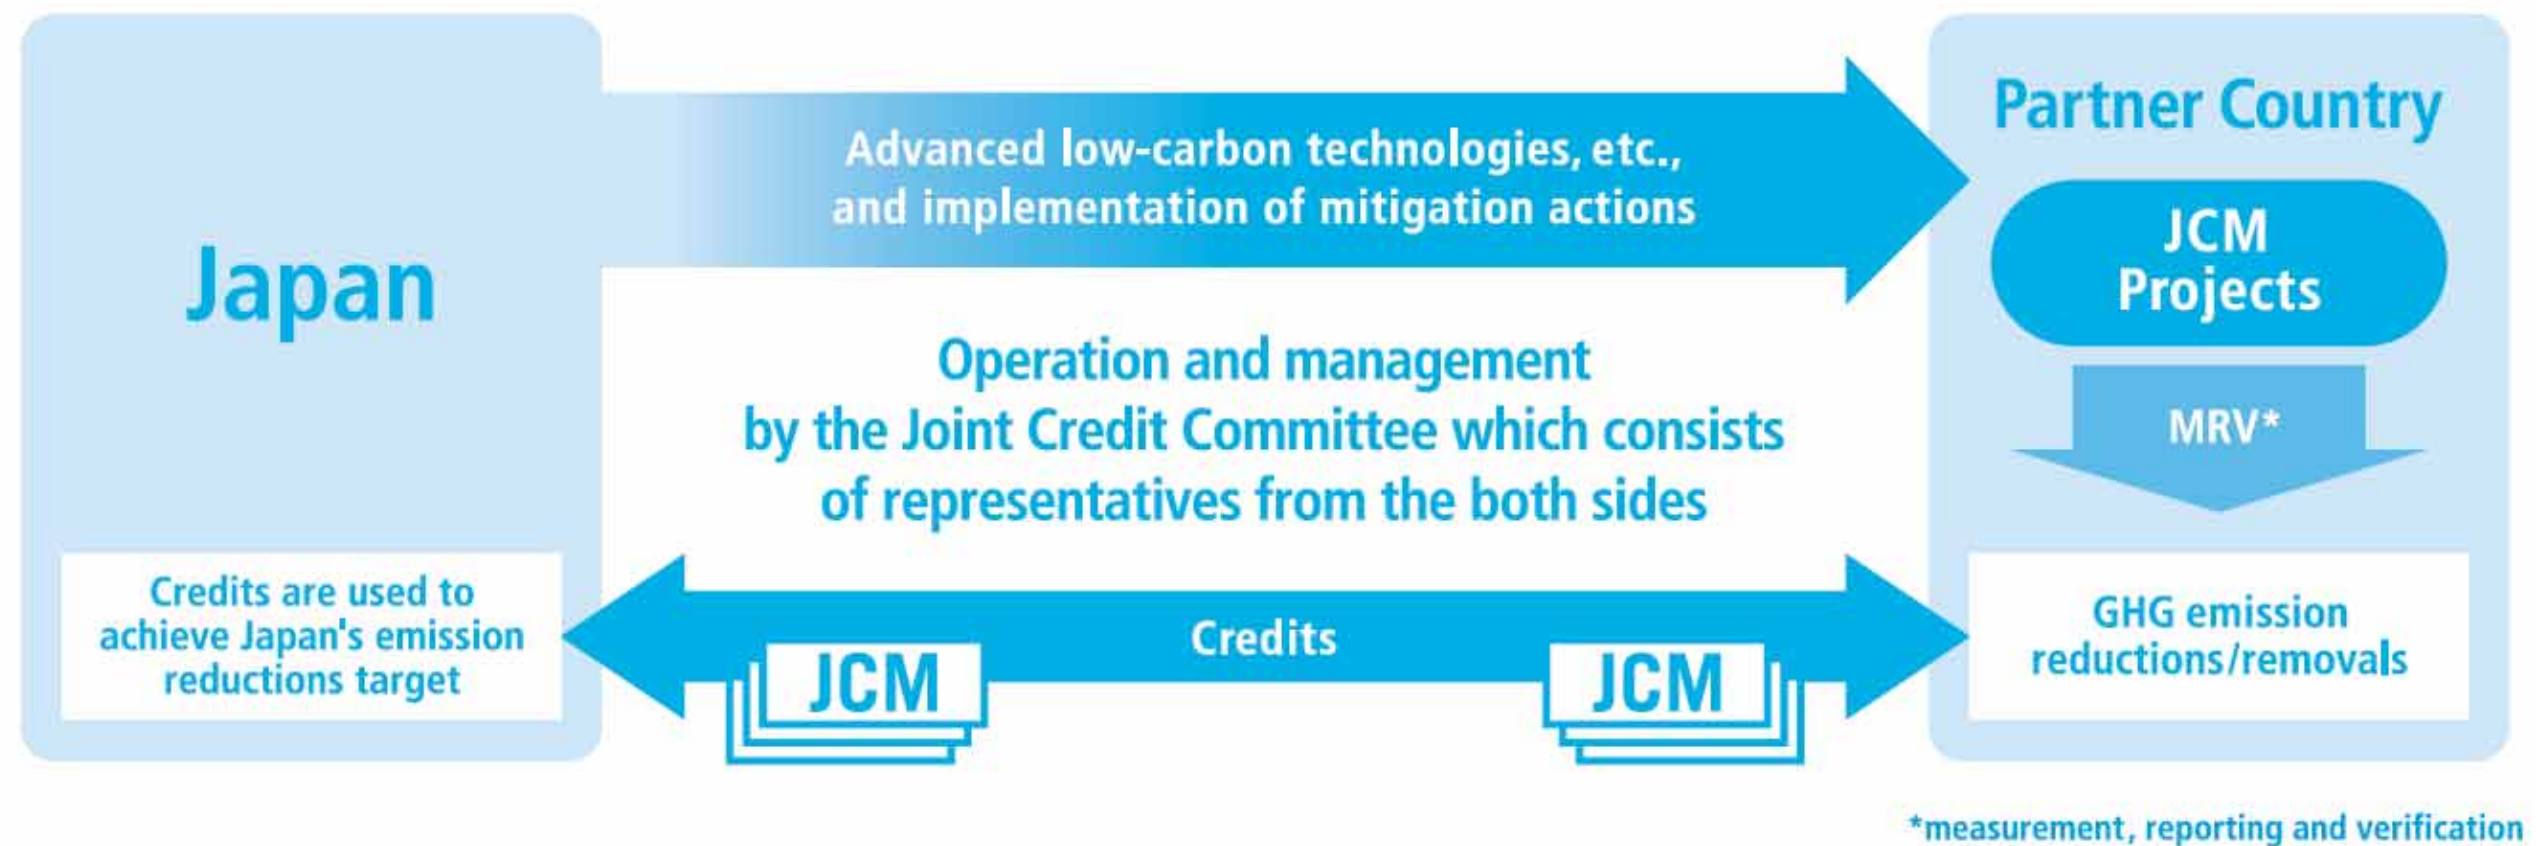 Japan
Advanced low-carbon technologies, etc.,
and implementation of mitigation actions
Partner Country
JCM
Projects
MRV*
Operation and management
by the Joint Credit Committee which consists
of representatives from the both sides
Credits are used to
achieve Japan's emission
reductions target
Credits
JCM
JCM
GHG emission
reductions/removals
*measurement, reporting and verification